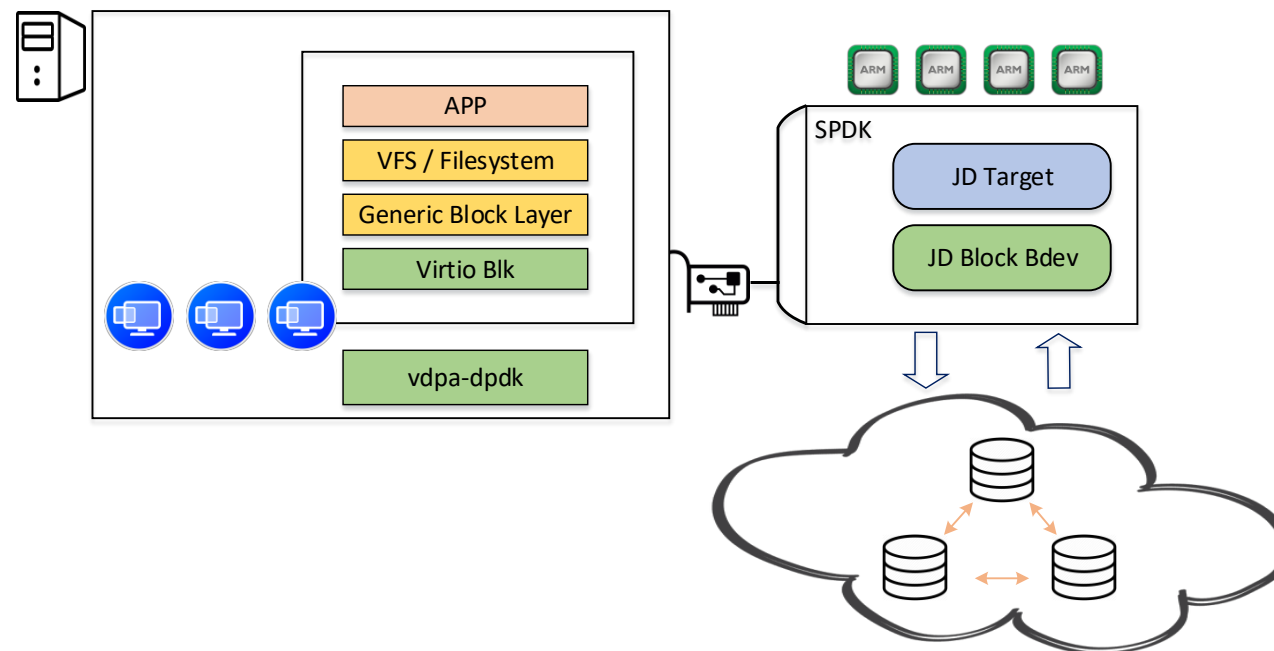 APP
VFS / Filesystem
Generic Block Layer
Virtio Blk
vdpa-dpdk
ARM
ARM
ARM
ARM
SPDK
JD Target
JD Block Bdev